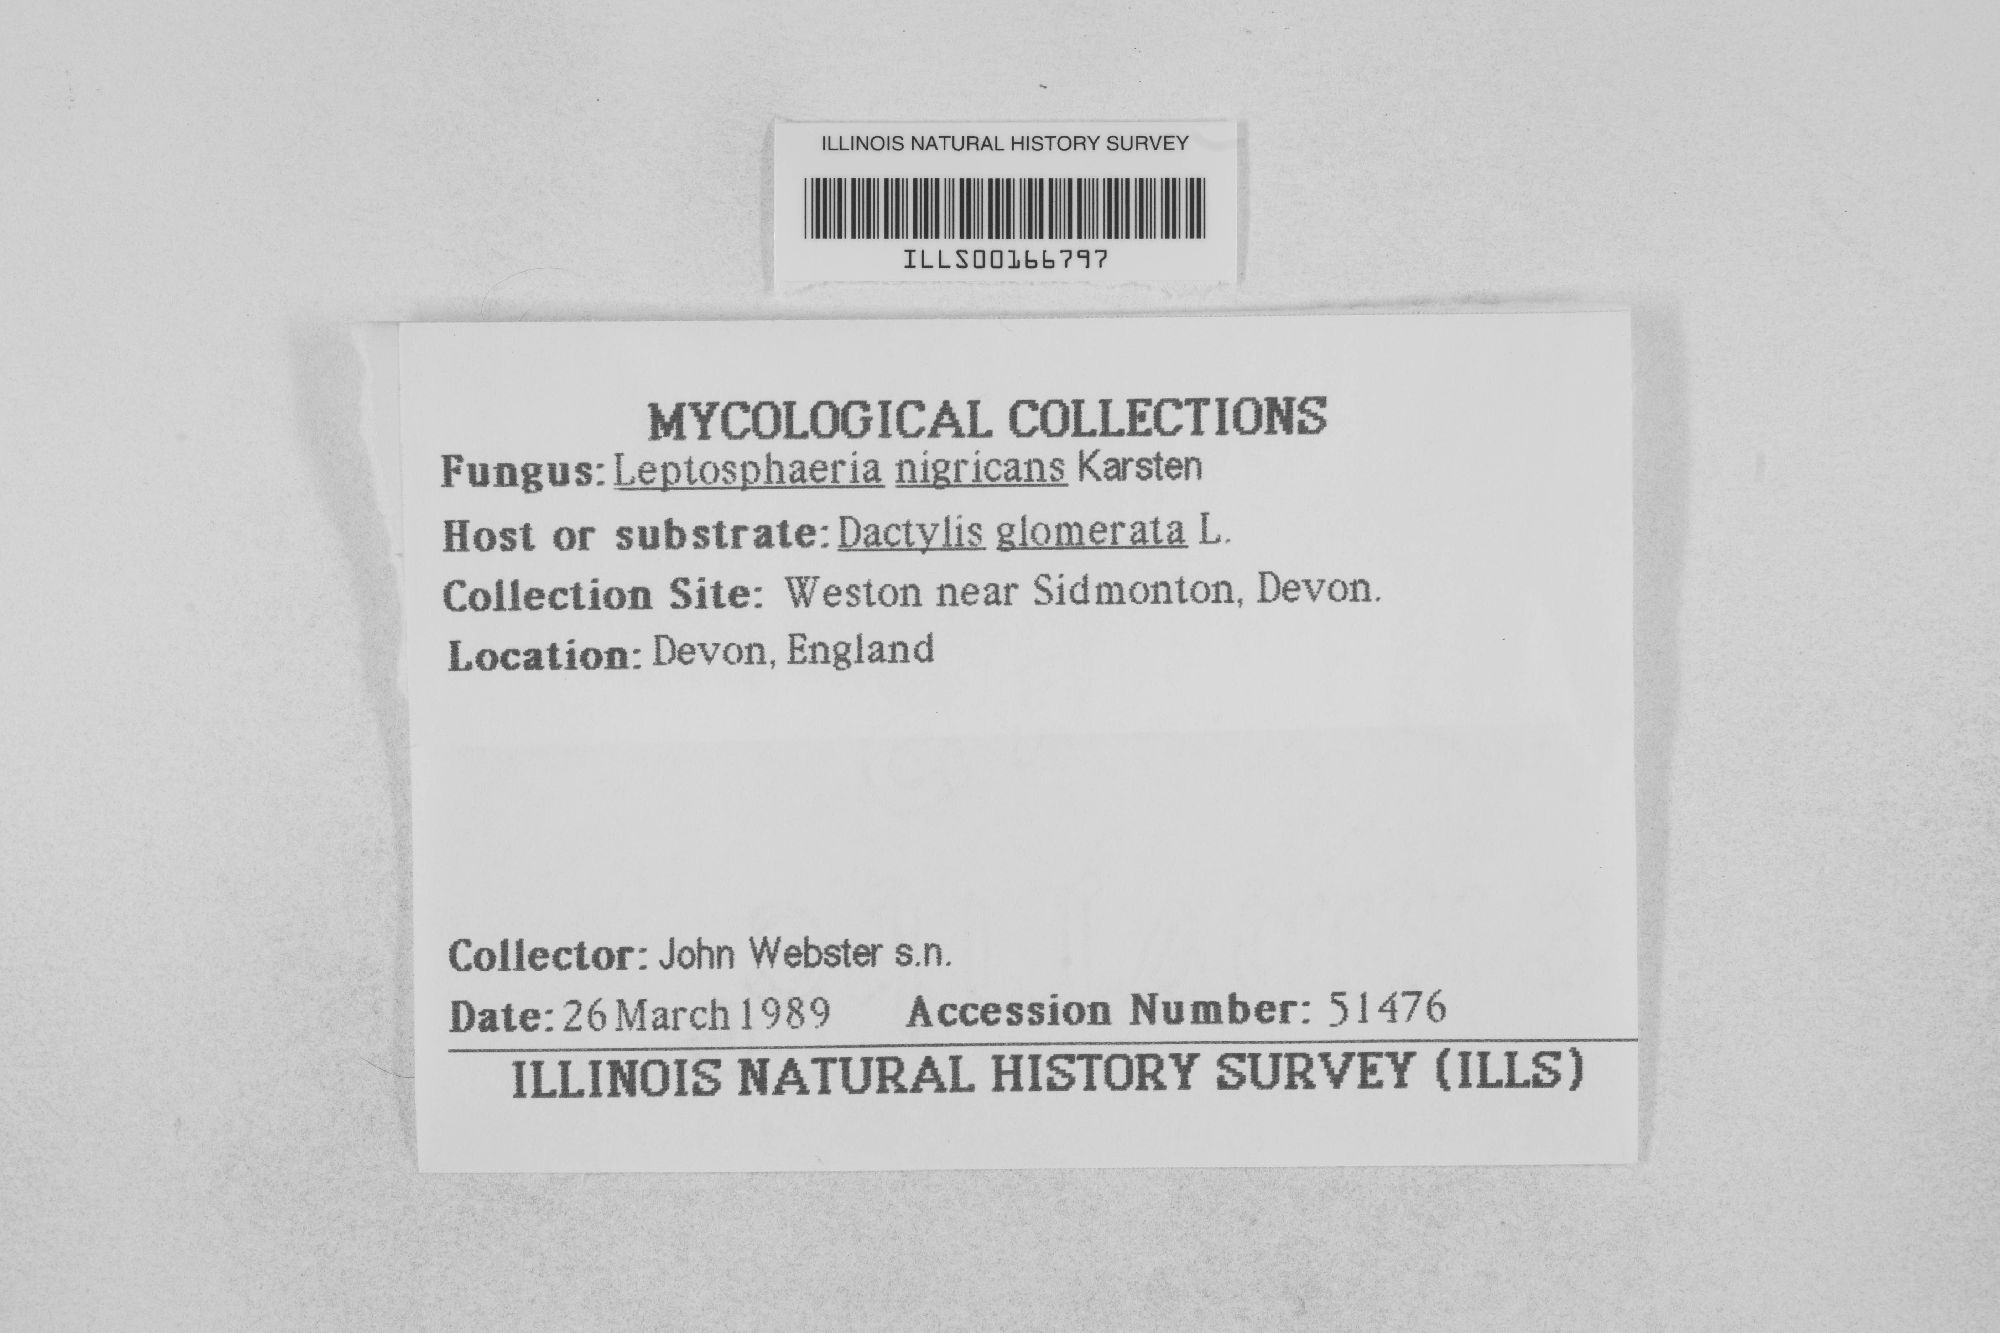 ILLINOIS NATURAL HISTORY SURVEY
ILLS00166797
MYCOLOGICAL COLLECTIONS
Fungus: Leptosphaeria nigricans Karsten
Host or substrate: Dactylis glomerata L.
Collection Site: Weston near Sidmonton, Devon.
Location: Devon, England
Collector: John Webster s.n.
Date: 26 March 1989 Accession Number: 51476
ILLINOIS NATURAL HISTORY SURVEY (ILLS)